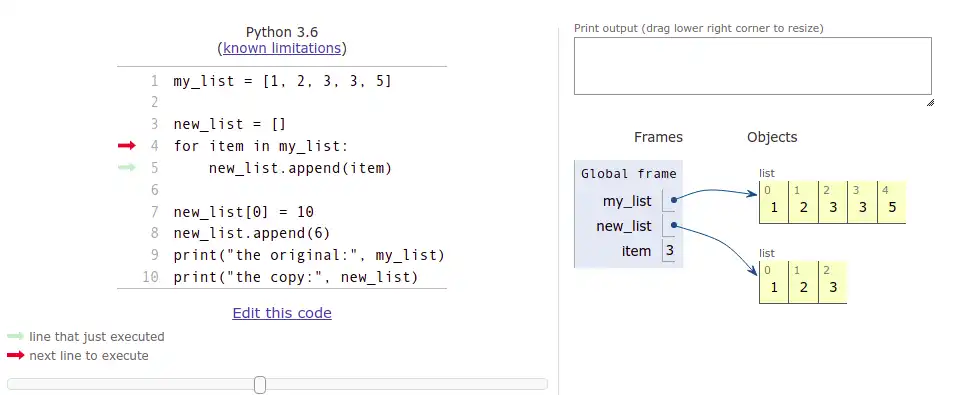 Python 3.6
(known limitations)
1 my_list = [1, 2, 3, 3, 5]
2
3 new_list = []
4 for item in my_list:
5     new_list.append(item)
6
7 new_list[0] = 10
8 new_list.append(6)
9 print("the original:", my_list)
10 print("the copy:", new_list)
Edit this code
line that just executed
next line to execute
Print output (drag lower right corner to resize)
Frames Objects
Global frame
my_list
new_list
item 3
list
0 1 2 3 4
1 2 3 3 5
list
0 1 2
1 2 3